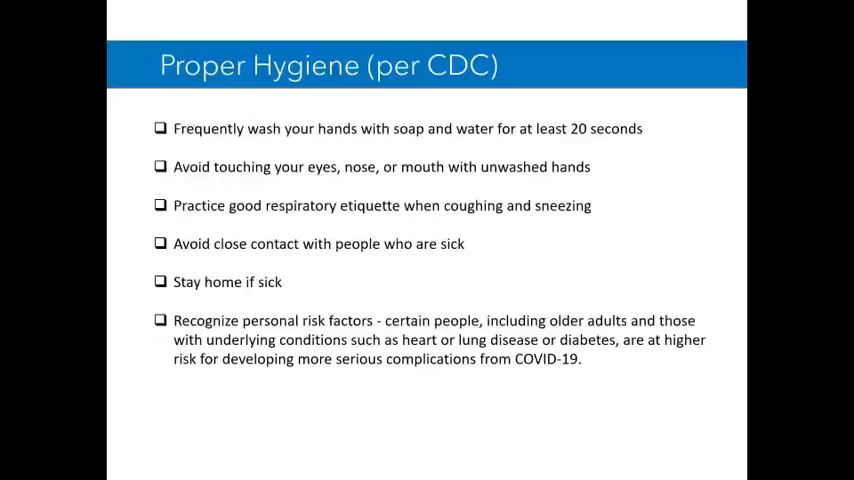 Proper Hygiene (per CDC)
Frequently wash your hands with soap and water for at least 20 seconds
Avoid touching your eyes, nose, or mouth with unwashed hands
Practice good respiratory etiquette when coughing and sneezing
Avoid close contact with people who are sick
Stay home if sick
Recognize personal risk factors - certain people, including older adults and those
with underlying conditions such as heart or lung disease or diabetes, are at higher
risk for developing more serious complications from COVID-19.